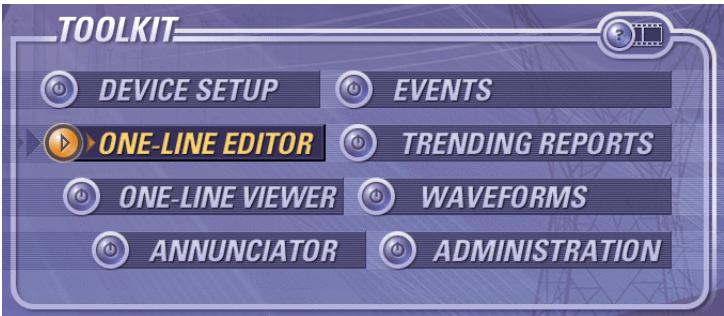 TOOLKIT
?
DEVICE SETUP
EVENTS
ONE-LINE EDITOR
TRENDING REPORTS
ONE-LINE VIEWER
WAVEFORMS
ANNUNCIATOR
ADMINISTRATION